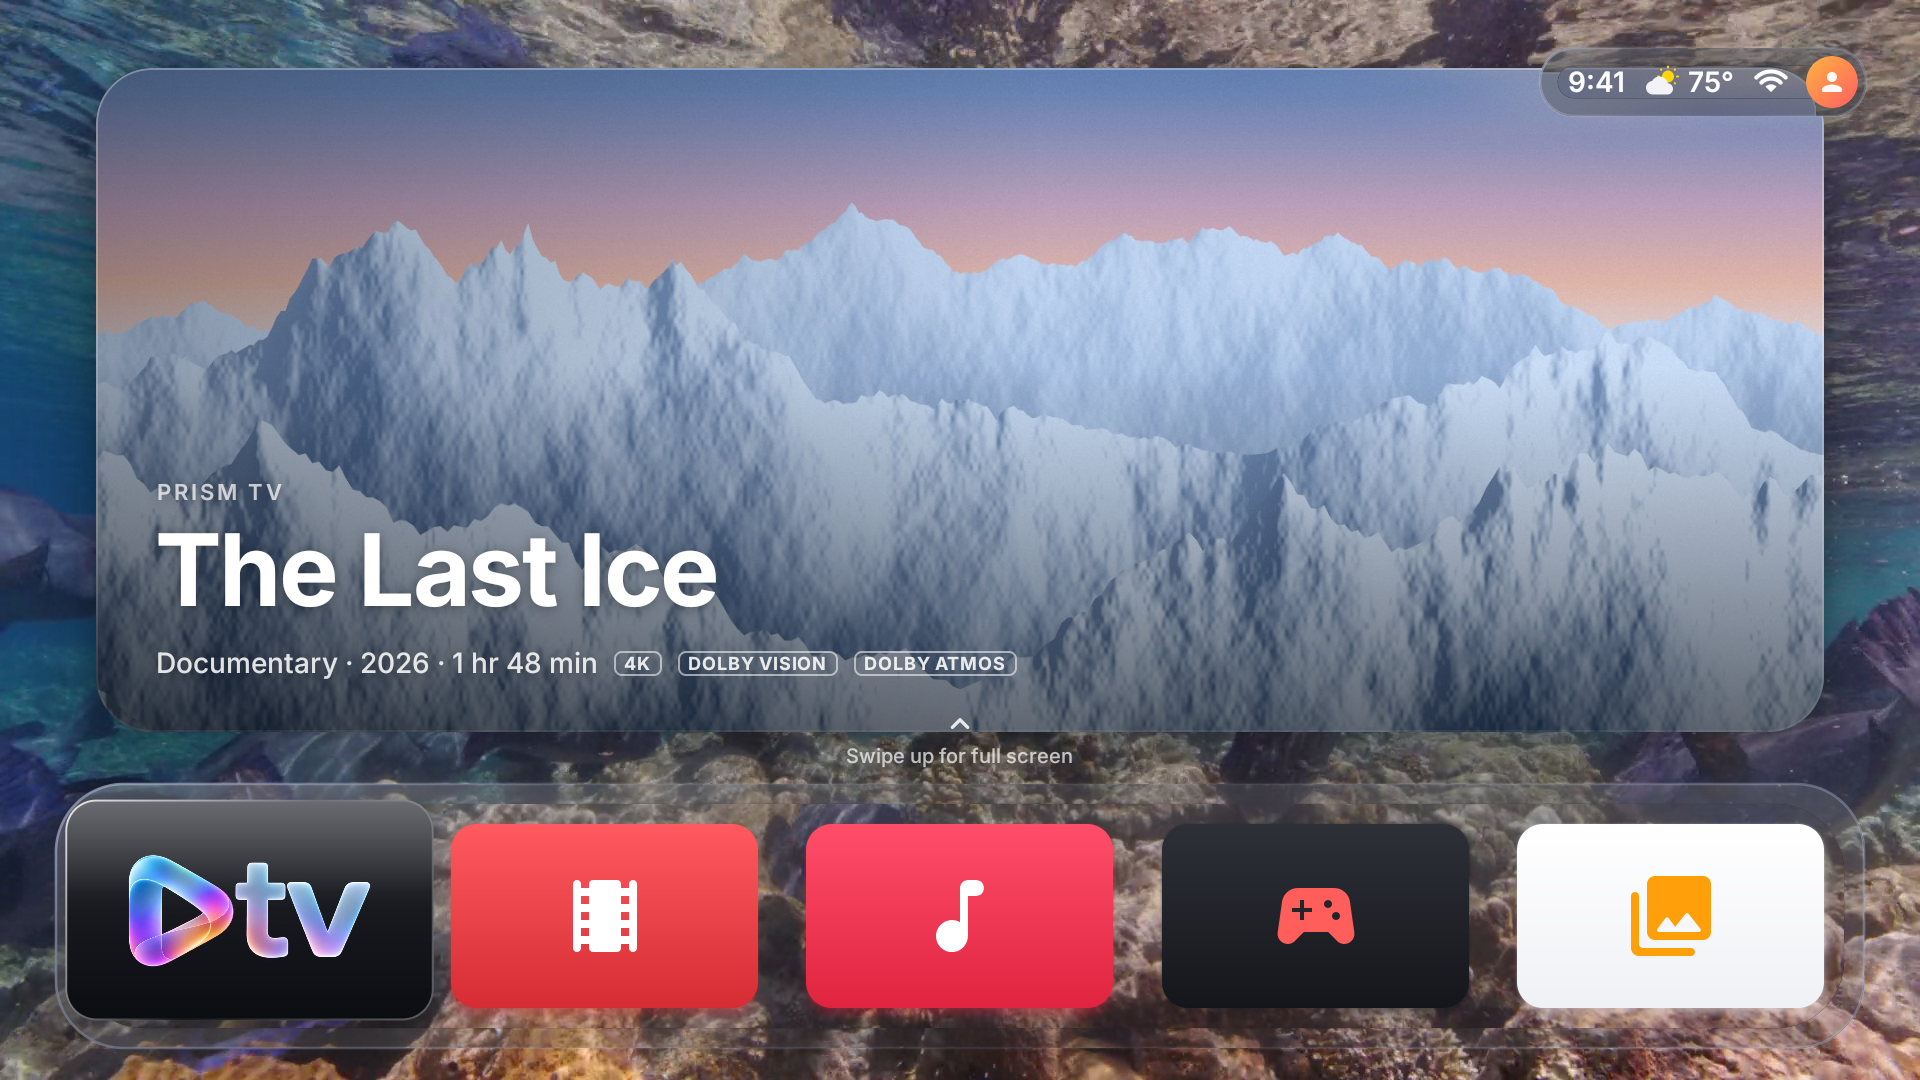 9:41 75°
PRISM TV
The Last Ice
Documentary · 2026 · 1 hr 48 min 4K DOLBY VISION DOLBY ATMOS
Swipe up for full screen
tv